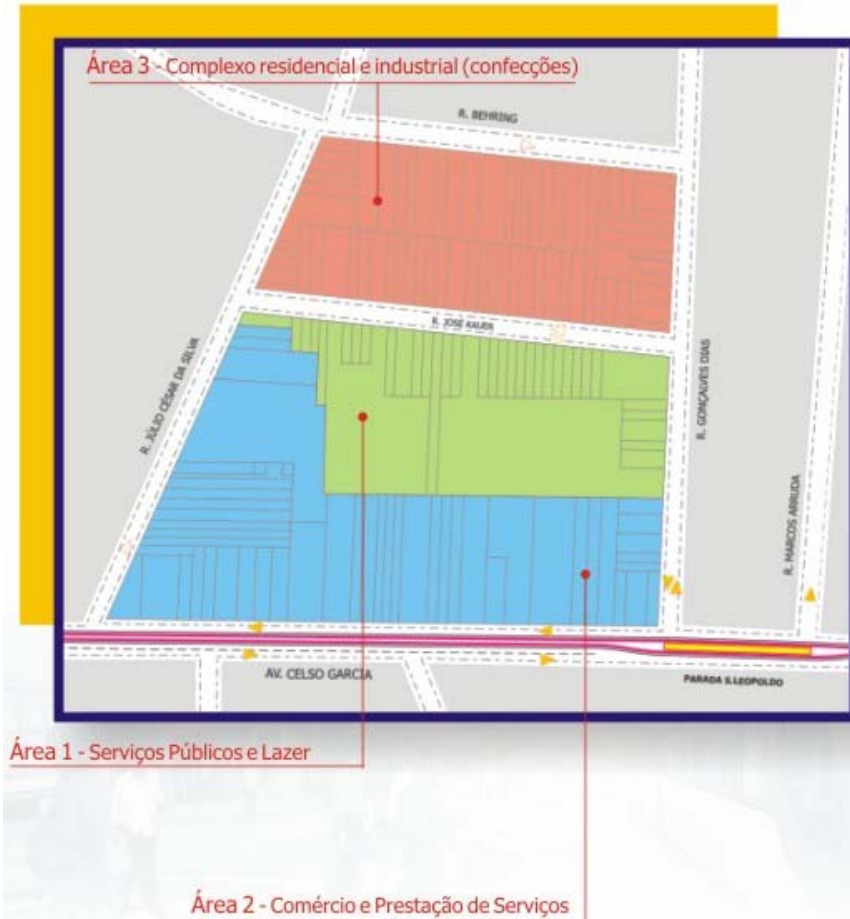 Área 3 - Complexo residencial e industrial (confecções)
R. BEHRING
R. JOSÉ KAUER
R. JÚLIO CÉSAR DA SILVA
R. GONÇALVES DIAS
R. MARCOS ARRUDA
AV. CELSO GARCIA
PARADA S.LEOPOLDO
Área 1 - Serviços Públicos e Lazer
Área 2 - Comércio e Prestação de Serviços